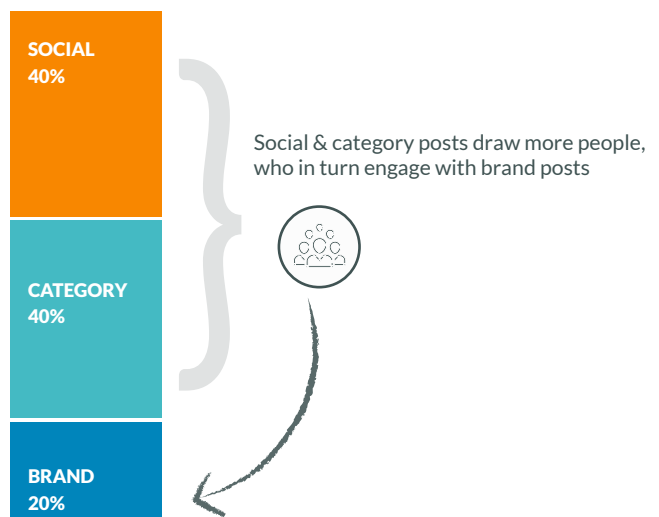 SOCIAL
40%
Social & category posts draw more people,
who in turn engage with brand posts
CATEGORY
40%
BRAND
20%